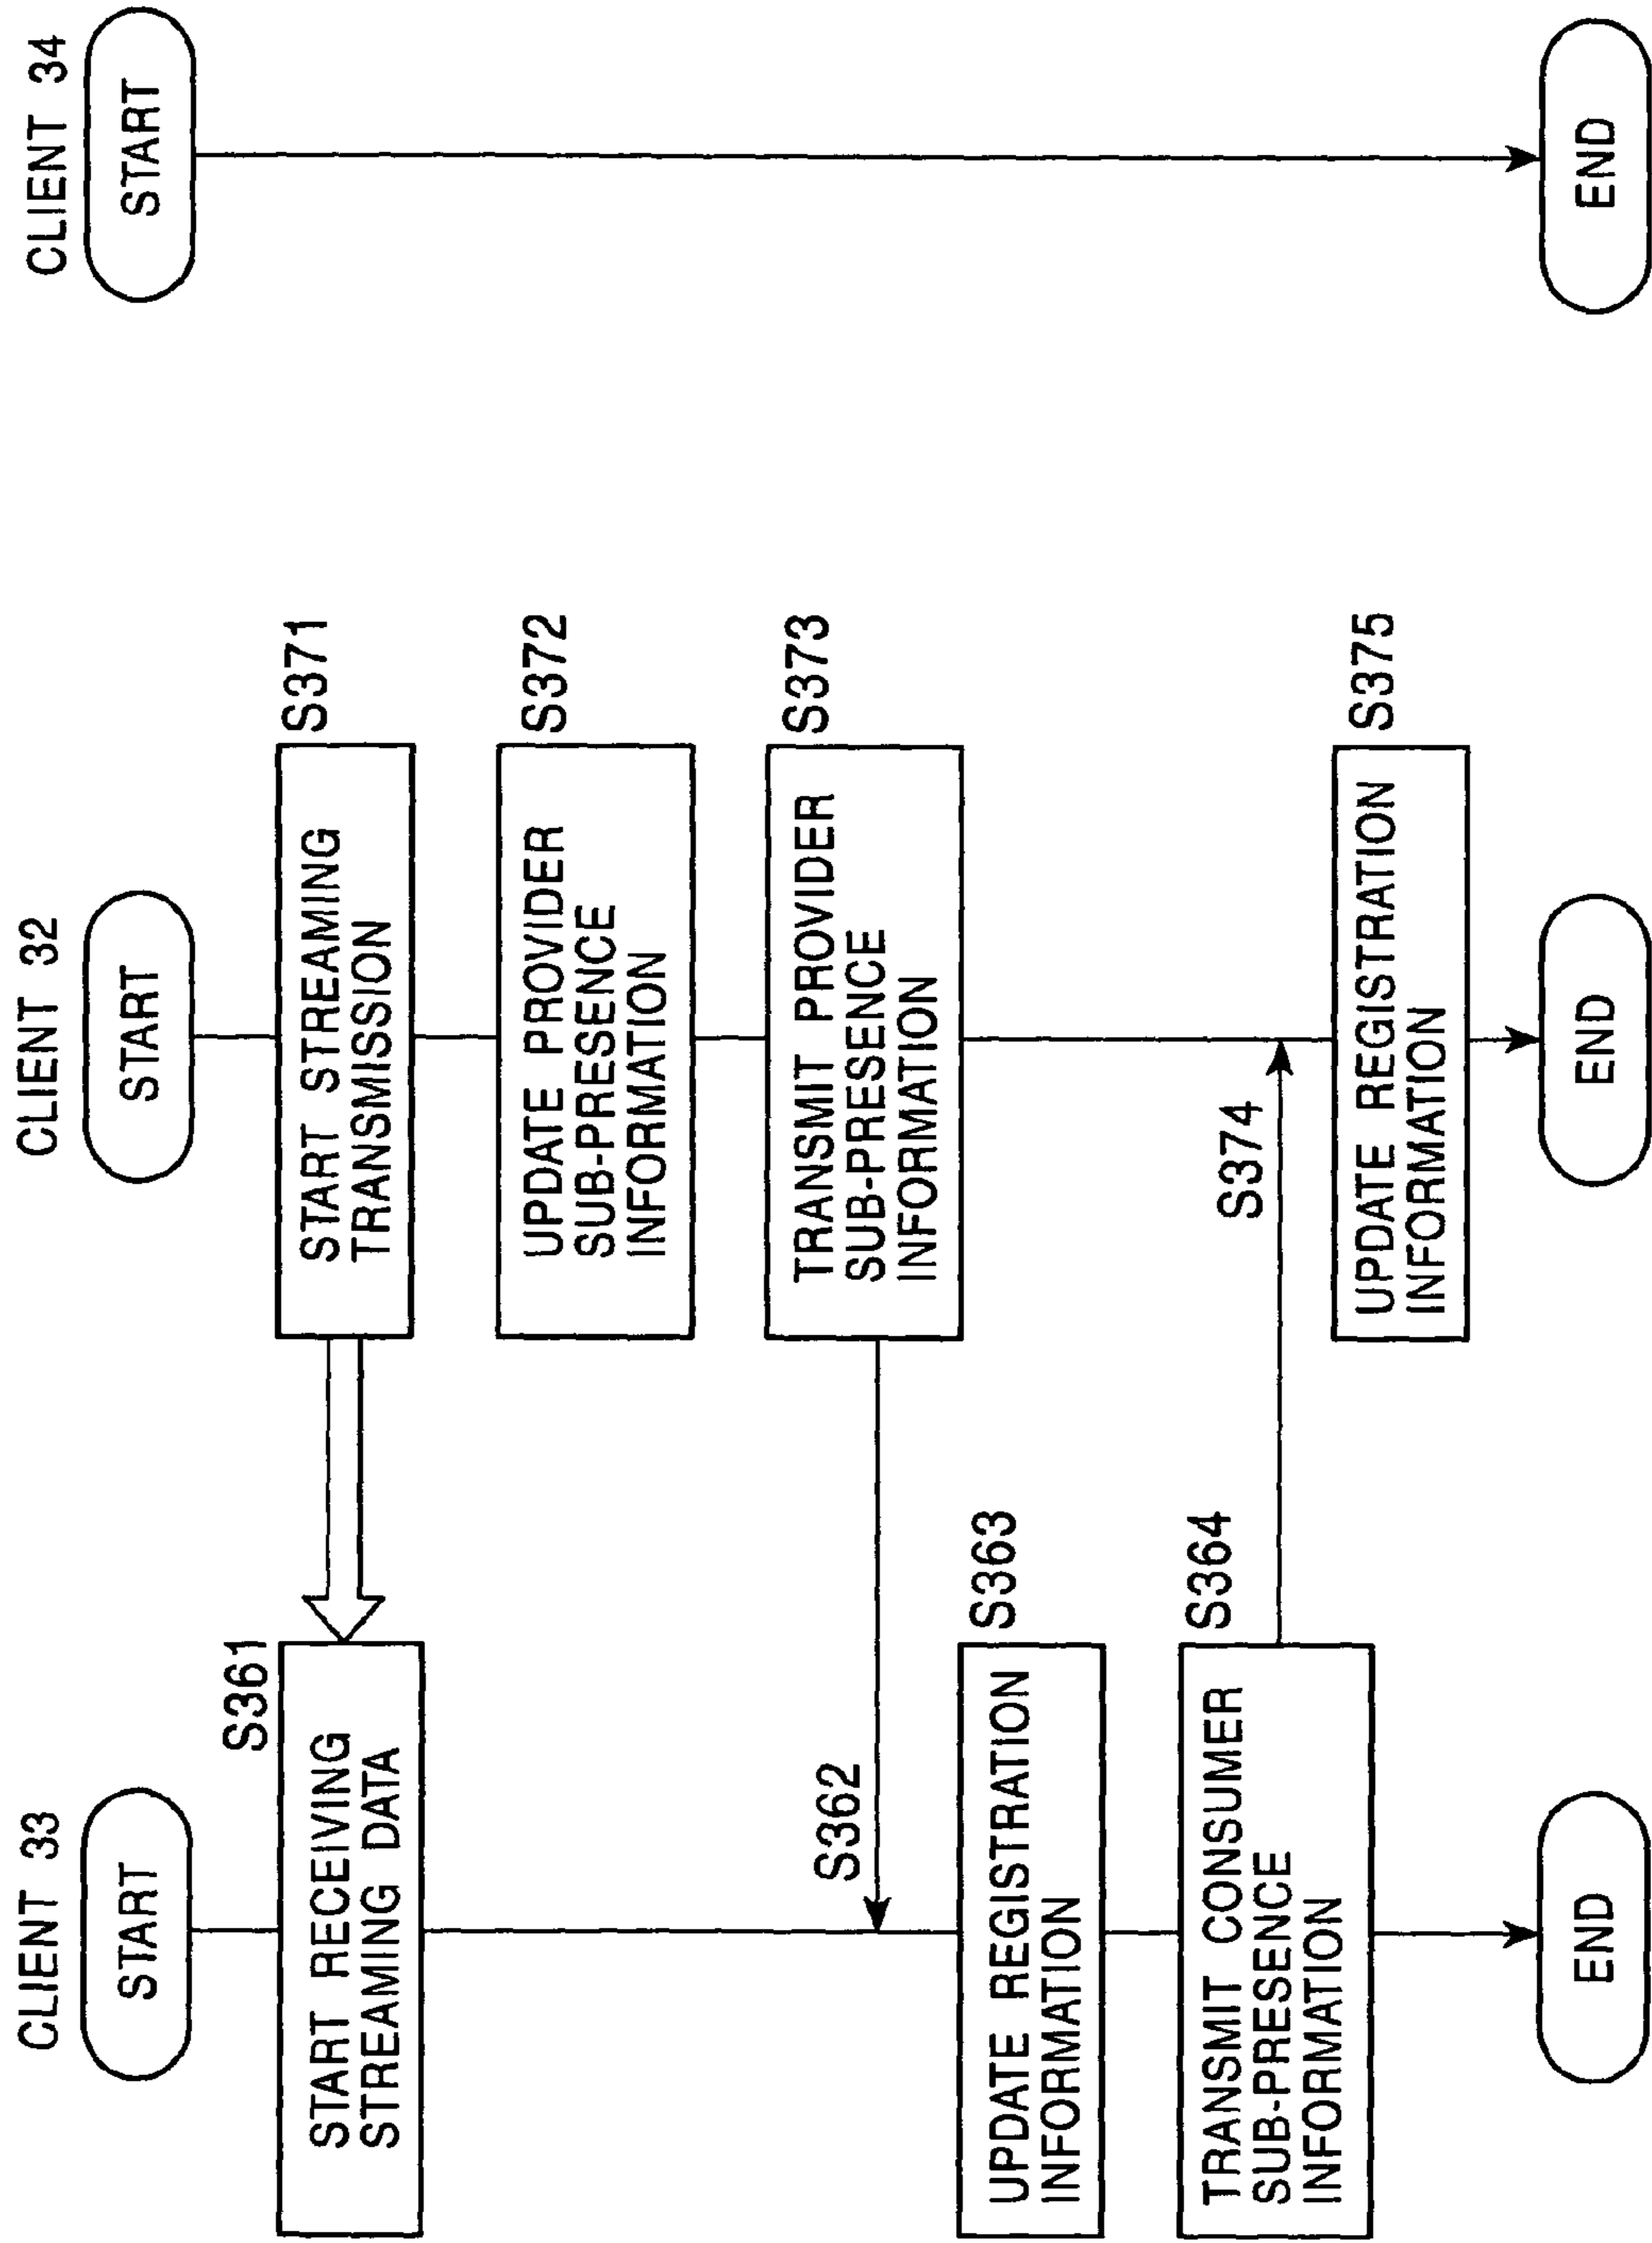 CLIENT 33
START
S361
START RECEIVING
STREAMING DATA
S362
S363
UPDATE REGISTRATION
INFORMATION
S364
TRANSMIT CONSUMER
SUB-PRESENCE
INFORMATION
END
CLIENT 32
START
S371
START STREAMING
TRANSMISSION
S372
UPDATE PROVIDER
SUB-PRESENCE
INFORMATION
S373
TRANSMIT PROVIDER
SUB-PRESENCE
INFORMATION
S374
S375
UPDATE REGISTRATION
INFORMATION
END
CLIENT 34
START
END